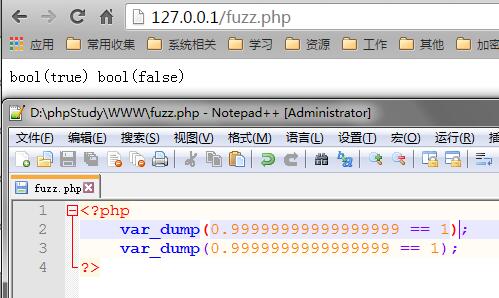 127.0.0.1/fuzz.php
应用 常用收集 系统相关 学习 资源 工作 其他 加密
bool(true) bool(false)
D:\phpStudy\WWW\fuzz.php - Notepad++ [Administrator]
文件(F) 编辑(E) 搜索(S) 视图(V) 格式(M) 语言(L) 设置(T) 宏(O) 运行(R)
fuzz.php
1 <?php
2 var_dump(0.99999999999999999 == 1);
3 var_dump(0.9999999999999999 == 1);
4 ?>